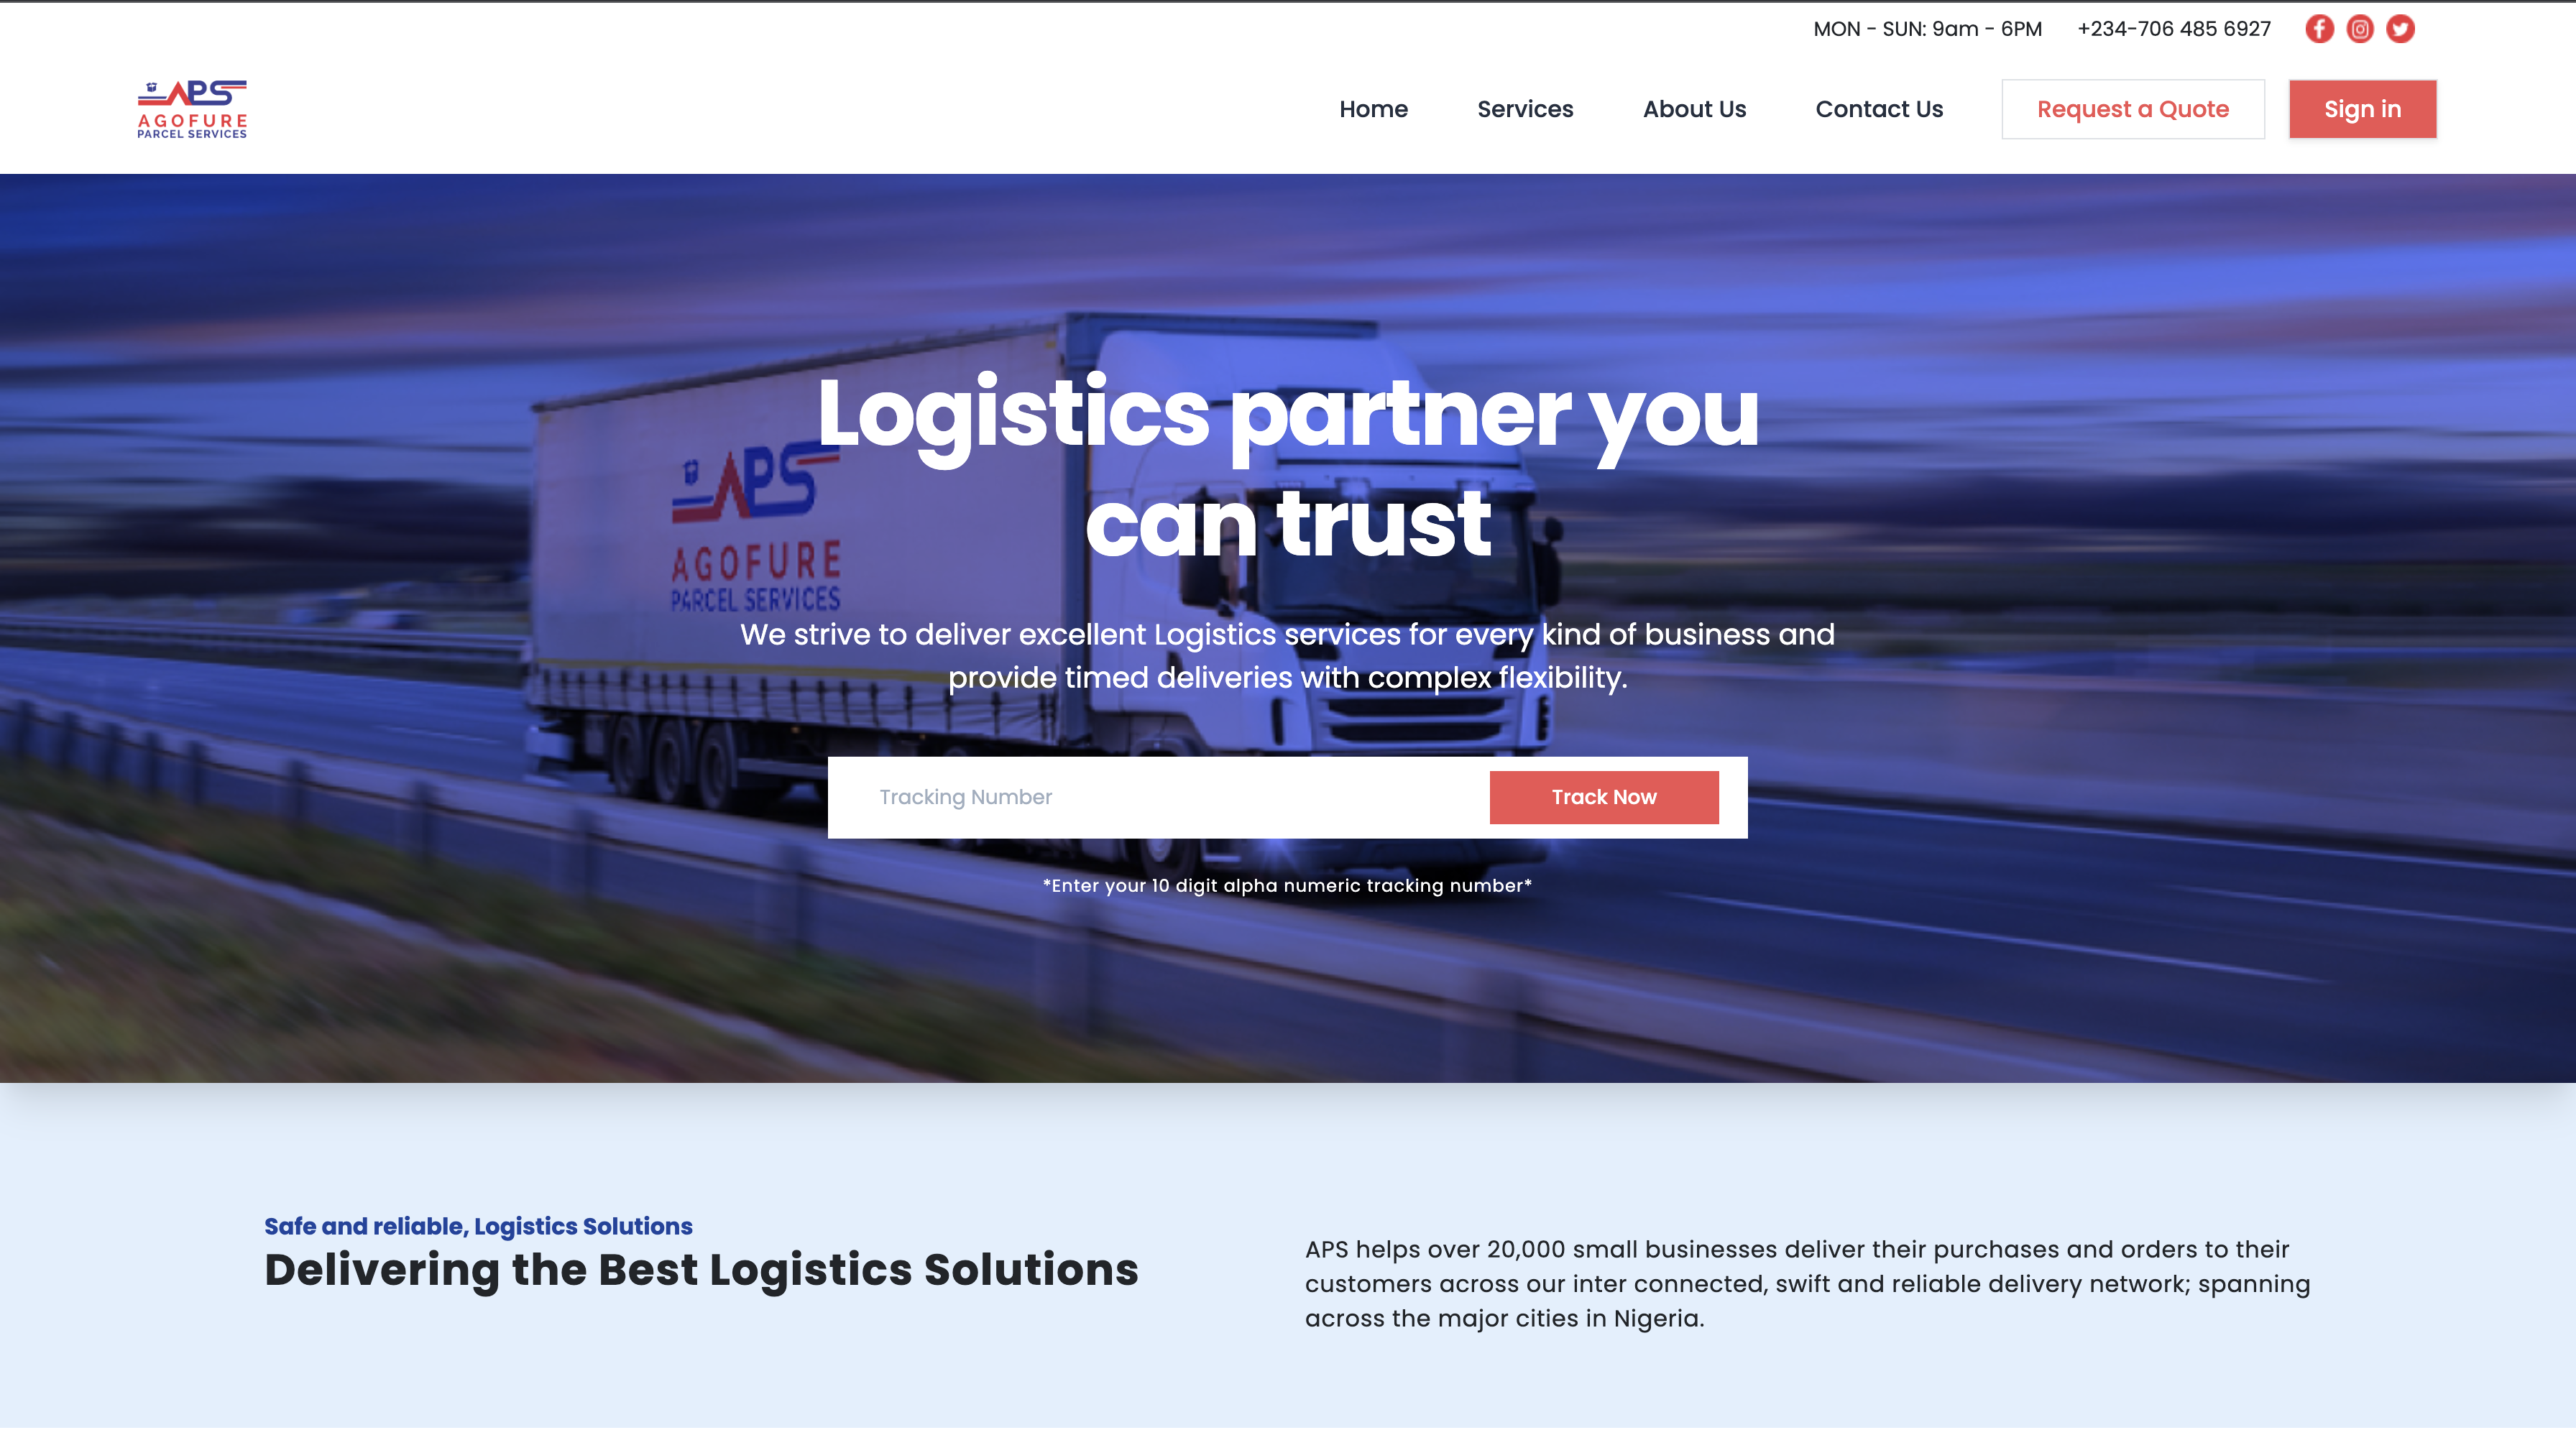 MON - SUN: 9am - 6PM +234-706 485 6927
APS
AGOFURE
PARCEL SERVICES
Home Services About Us Contact Us Request a Quote Sign in
Logistics partner you
can trust
APS
AGOFURE
PARCEL SERVICES
We strive to deliver excellent Logistics services for every kind of business and
provide timed deliveries with complex flexibility.
Tracking Number Track Now
*Enter your 10 digit alpha numeric tracking number*
Safe and reliable, Logistics Solutions
Delivering the Best Logistics Solutions
APS helps over 20,000 small businesses deliver their purchases and orders to their
customers across our inter connected, swift and reliable delivery network; spanning
across the major cities in Nigeria.